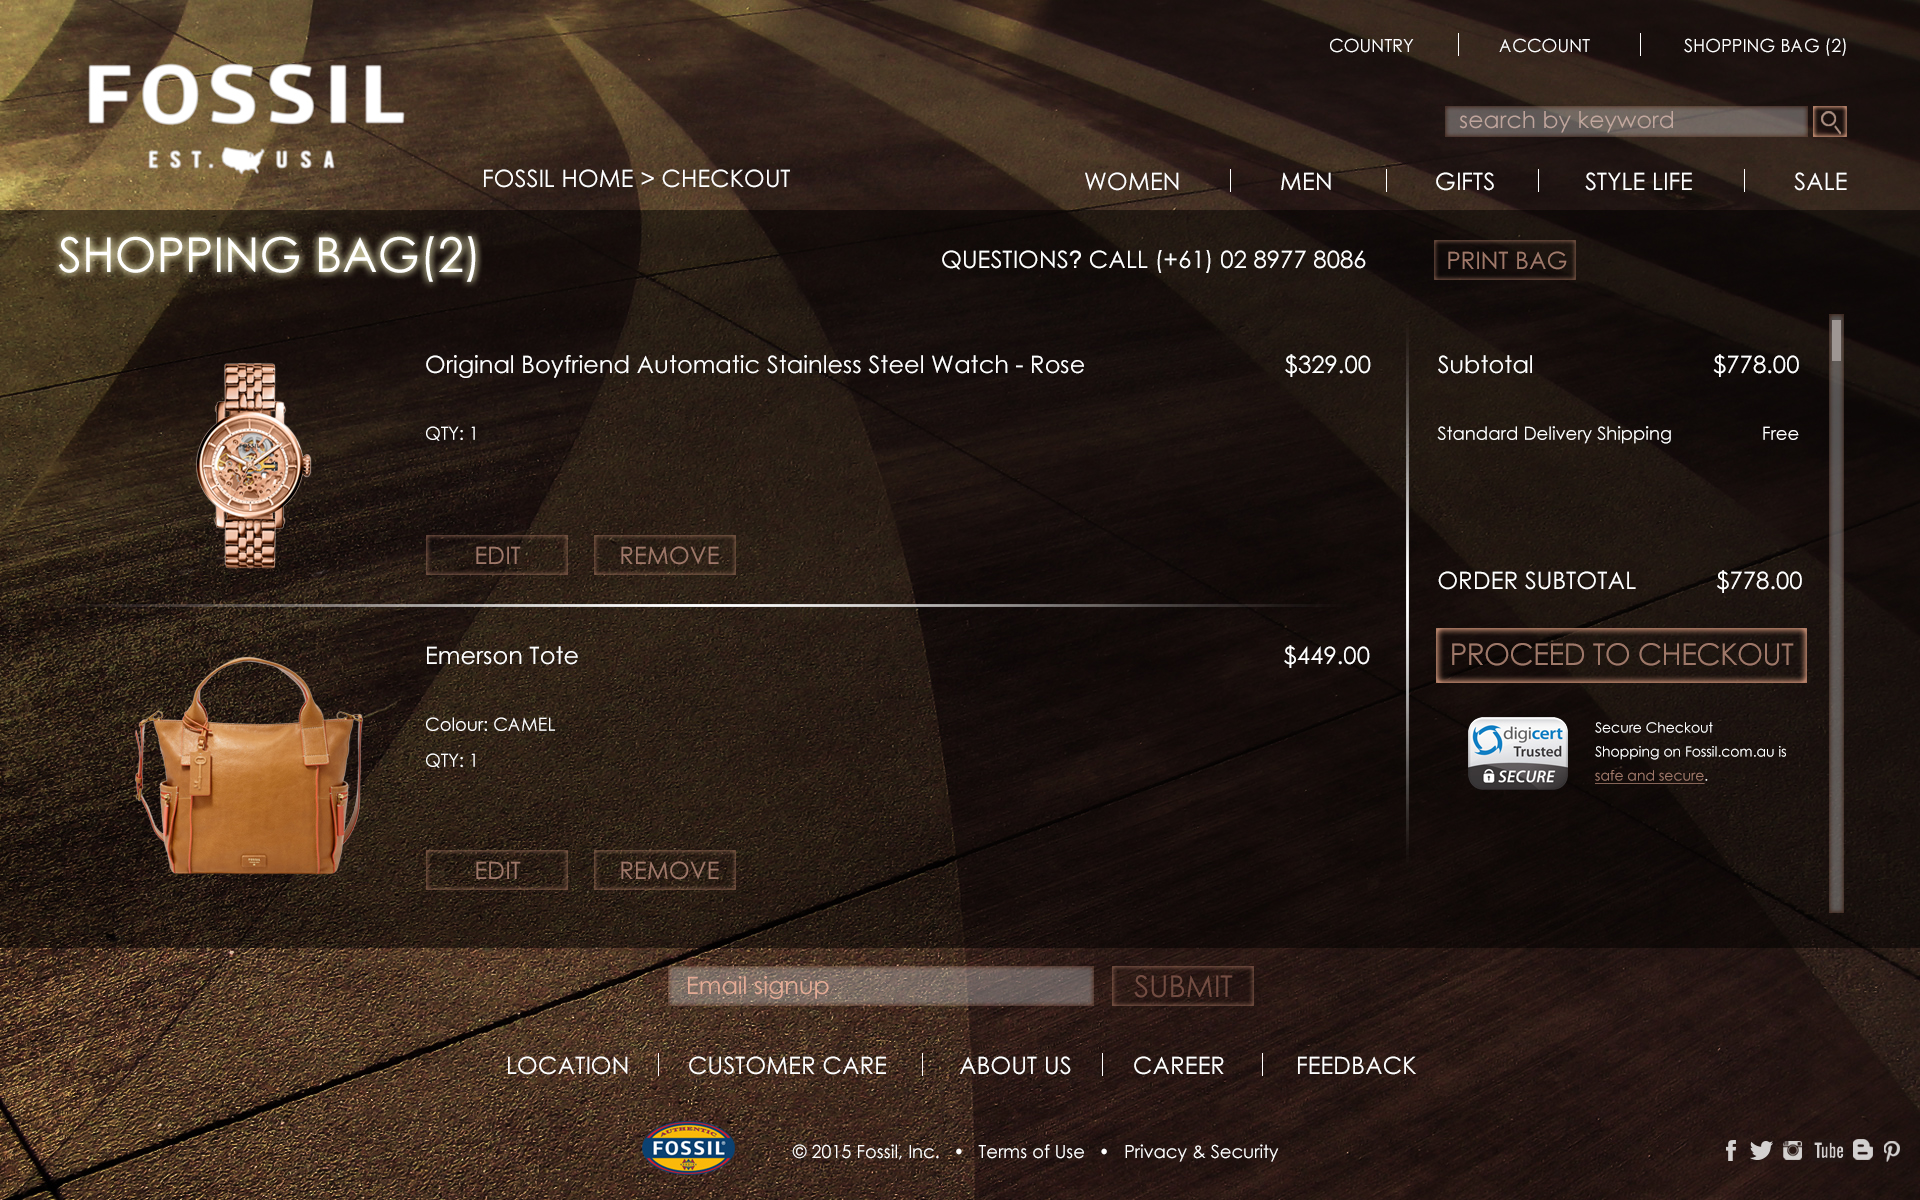 COUNTRY
ACCOUNT
SHOPPING BAG (2)
FOSSIL
EST. USA
search by keyword
FOSSIL HOME > CHECKOUT
WOMEN
MEN
GIFTS
STYLE LIFE
SALE
SHOPPING BAG(2)
QUESTIONS? CALL (+61) 02 8977 8086
PRINT BAG
Original Boyfriend Automatic Stainless Steel Watch - Rose
$329.00
QTY: 1
EDIT
REMOVE
Emerson Tote
$449.00
Colour: CAMEL
QTY: 1
EDIT
REMOVE
Subtotal
$778.00
Standard Delivery Shipping
Free
ORDER SUBTOTAL
$778.00
PROCEED TO CHECKOUT
digicert
Trusted
SECURE
Secure Checkout
Shopping on Fossil.com.au is
safe and secure.
Email signup
SUBMIT
LOCATION
CUSTOMER CARE
ABOUT US
CAREER
FEEDBACK
AUTHENTIC
FOSSIL
© 2015 Fossil, Inc. • Terms of Use • Privacy & Security
Tube